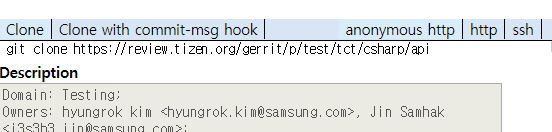 Clone Clone with commit-msg hook anonymous http http ssh
git clone https://review.tizen.org/gerrit/p/test/tct/csharp/api
Description
Domain: Testing;
Owners: hyungrok kim <hyungrok.kim@samsung.com>, Jin Samhak
<i3s3h3.jin@samsung.com>;